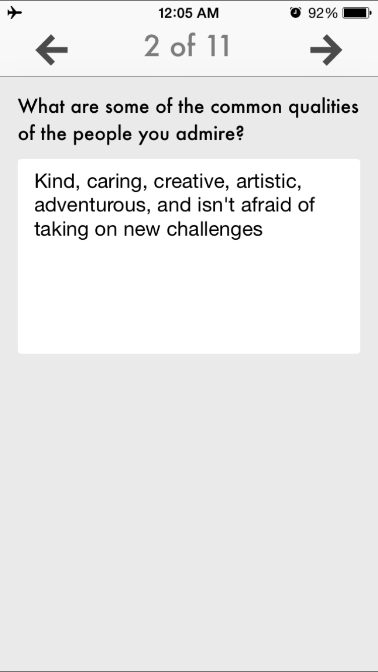 12:05 AM 92%
2 of 11
What are some of the common qualities
of the people you admire?
Kind, caring, creative, artistic,
adventurous, and isn't afraid of
taking on new challenges